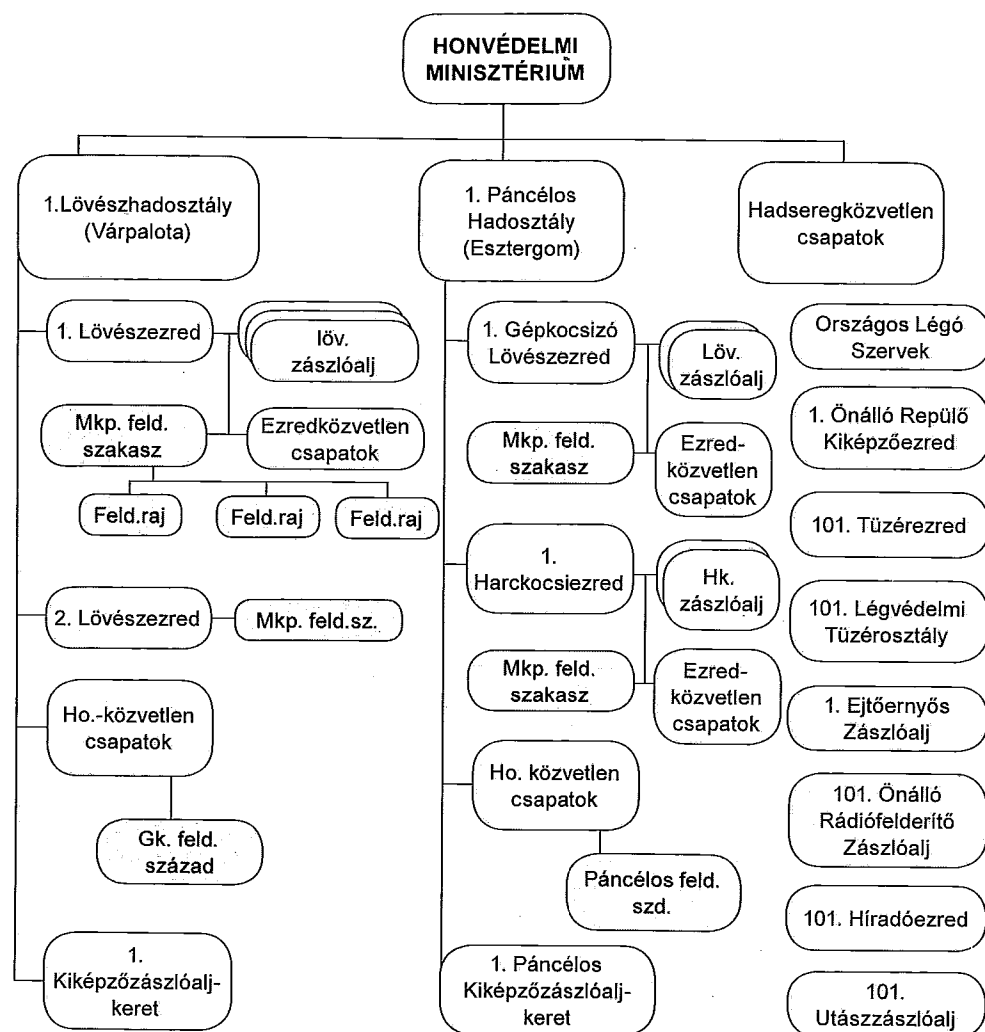 HONVÉDELMI
MINISZTÉRIUM
1.Lövészhadosztály
(Várpalota)
1. Lövészezred
löv.
zászlóalj
Mkp. feld.
szakasz
Ezredközvetlen
csapatok
Feld.raj
Feld.raj
Feld.raj
2. Lövészezred
Mkp. feld.sz.
Ho.-közvetlen
csapatok
Gk. feld.
század
1.
Kiképzőzászlóalj-
keret
1. Páncélos
Hadosztály
(Esztergom)
1. Gépkocsizó
Lövészezred
Löv.
zászlóalj
Mkp. feld.
szakasz
Ezred-
közvetlen
csapatok
1.
Harckocsiezred
Hk.
zászlóalj
Mkp. feld.
szakasz
Ezred-
közvetlen
csapatok
Ho. közvetlen
csapatok
Páncélos feld.
szd.
1. Páncélos
Kiképzőzászlóalj-
keret
Hadseregközvetlen
csapatok
Országos Légó
Szervek
1. Önálló Repülő
Kiképzőezred
101. Tüzérezred
101. Légvédelmi
Tüzérosztály
1. Ejtőernyős
Zászlóalj
101. Önálló
Rádiófelderítő
Zászlóalj
101. Híradóezred
101.
Utászzászlóalj